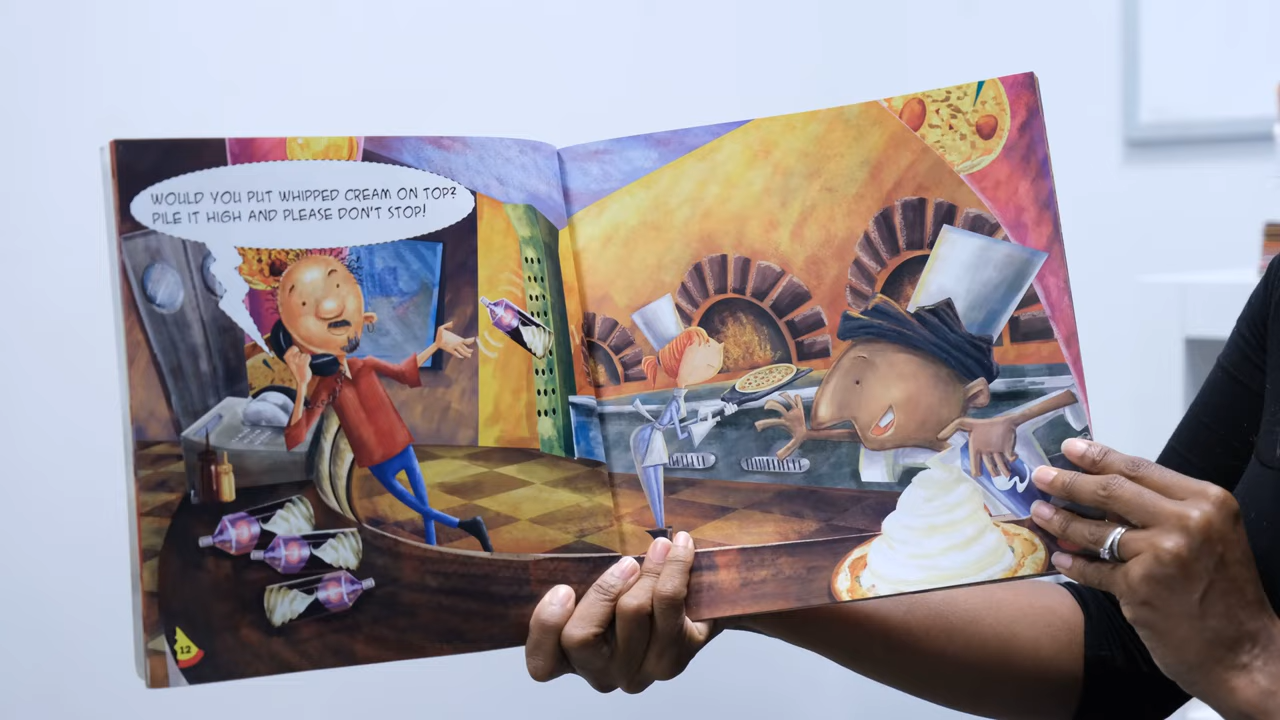 WOULD YOU PUT WHIPPED CREAM ON TOP?
PILE IT HIGH AND PLEASE DON'T STOP!
12